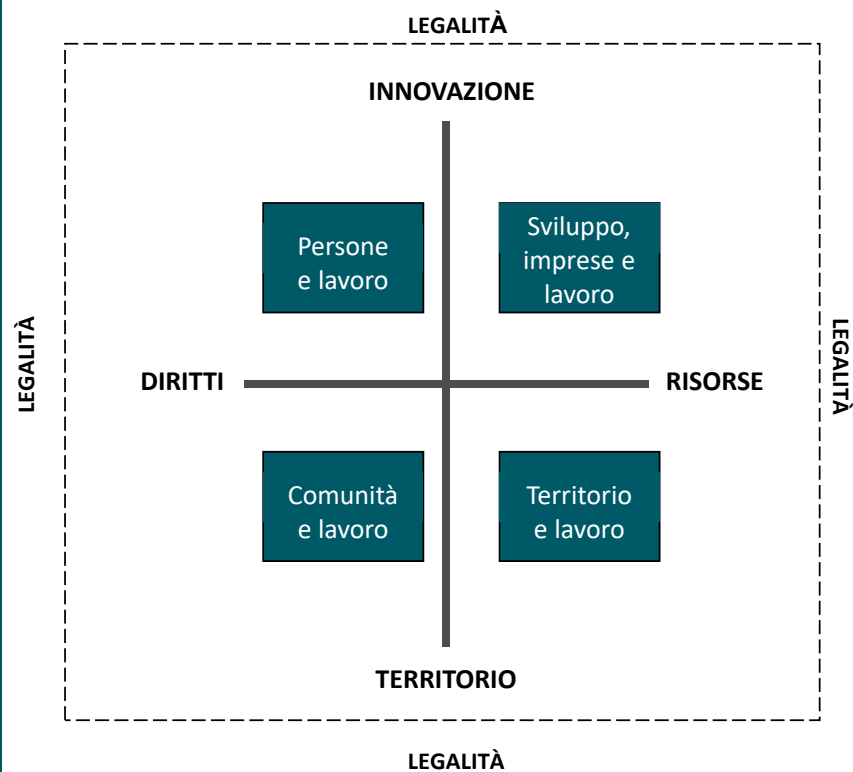 LEGALITÀ
INNOVAZIONE
Persone
e lavoro
Sviluppo,
imprese e
lavoro
LEGALITÀ
LEGALITÀ
DIRITTI
RISORSE
Comunità
e lavoro
Territorio
e lavoro
TERRITORIO
LEGALITÀ